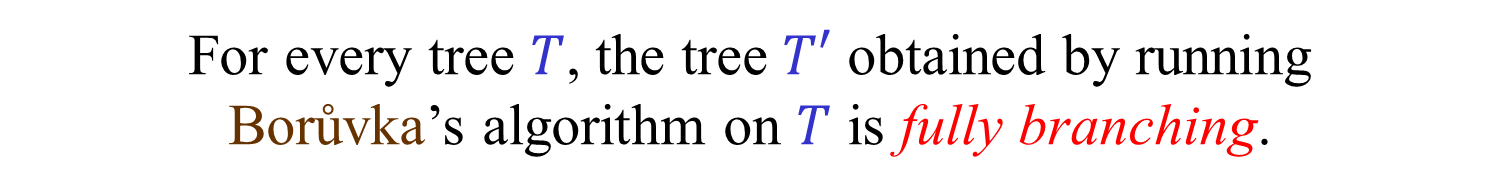 For every tree T, the tree T′ obtained by running
Borůvka’s algorithm on T is fully branching.